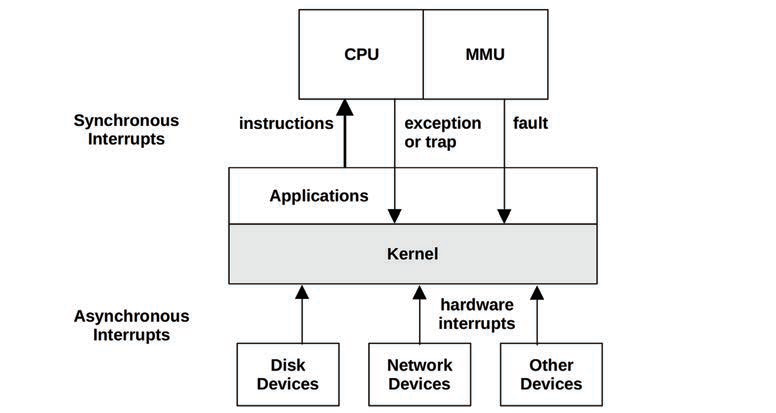 CPU
MMU
Synchronous
Interrupts
instructions
exception
or trap
fault
Applications
Kernel
Asynchronous
Interrupts
hardware
interrupts
Disk
Devices
Network
Devices
Other
Devices